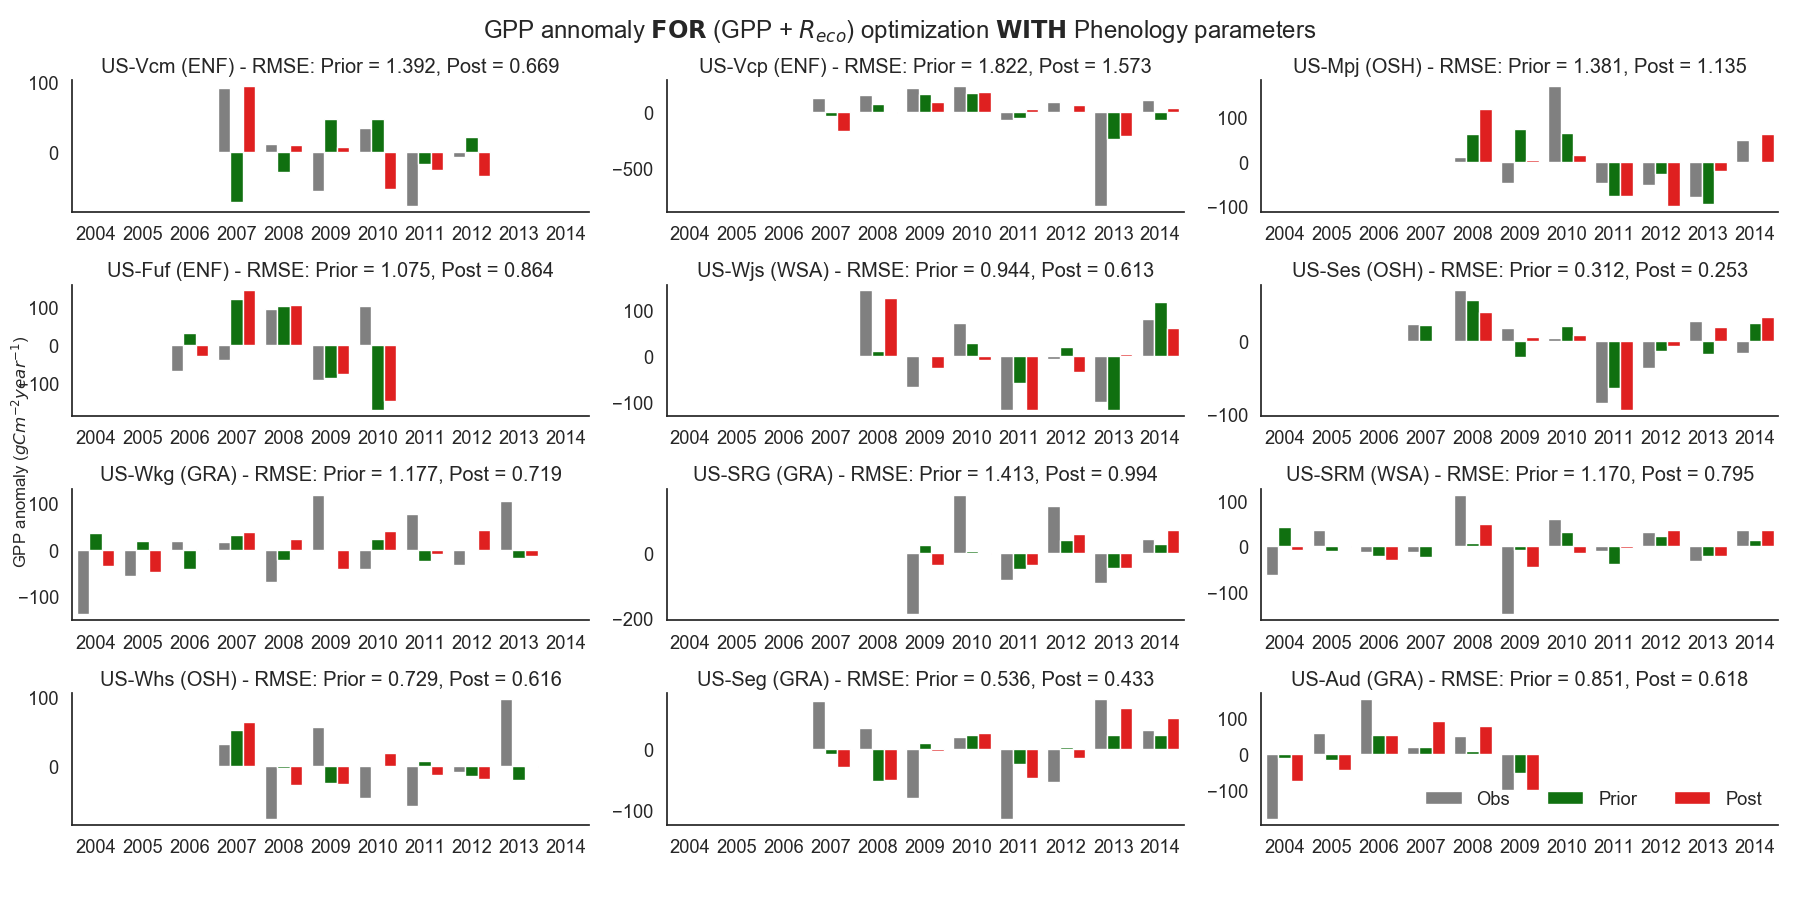 GPP annomaly FOR (GPP + R_eco) optimization WITH Phenology parameters
GPP anomaly (gCm⁻²year⁻¹)
US-Vcm (ENF) - RMSE: Prior = 1.392, Post = 0.669
100
0
2004 2005 2006 2007 2008 2009 2010 2011 2012 2013 2014
US-Vcp (ENF) - RMSE: Prior = 1.822, Post = 1.573
0
−500
2004 2005 2006 2007 2008 2009 2010 2011 2012 2013 2014
US-Mpj (OSH) - RMSE: Prior = 1.381, Post = 1.135
100
0
−100
2004 2005 2006 2007 2008 2009 2010 2011 2012 2013 2014
US-Fuf (ENF) - RMSE: Prior = 1.075, Post = 0.864
100
0
−100
2004 2005 2006 2007 2008 2009 2010 2011 2012 2013 2014
US-Wjs (WSA) - RMSE: Prior = 0.944, Post = 0.613
100
0
−100
2004 2005 2006 2007 2008 2009 2010 2011 2012 2013 2014
US-Ses (OSH) - RMSE: Prior = 0.312, Post = 0.253
0
−100
2004 2005 2006 2007 2008 2009 2010 2011 2012 2013 2014
US-Wkg (GRA) - RMSE: Prior = 1.177, Post = 0.719
100
0
−100
2004 2005 2006 2007 2008 2009 2010 2011 2012 2013 2014
US-SRG (GRA) - RMSE: Prior = 1.413, Post = 0.994
0
−200
2004 2005 2006 2007 2008 2009 2010 2011 2012 2013 2014
US-SRM (WSA) - RMSE: Prior = 1.170, Post = 0.795
100
0
−100
2004 2005 2006 2007 2008 2009 2010 2011 2012 2013 2014
US-Whs (OSH) - RMSE: Prior = 0.729, Post = 0.616
100
0
2004 2005 2006 2007 2008 2009 2010 2011 2012 2013 2014
US-Seg (GRA) - RMSE: Prior = 0.536, Post = 0.433
0
−100
2004 2005 2006 2007 2008 2009 2010 2011 2012 2013 2014
US-Aud (GRA) - RMSE: Prior = 0.851, Post = 0.618
100
0
−100
Obs Prior Post
2004 2005 2006 2007 2008 2009 2010 2011 2012 2013 2014